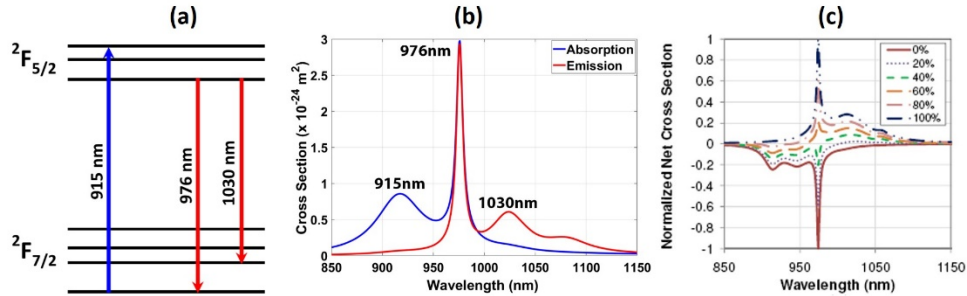 (a)
²F₅/₂
915 nm
976 nm
1030 nm
²F₇/₂
(b)
Cross Section (x 10⁻²⁴ m²)
3
2.5
2
1.5
1
0.5
0
976nm
Absorption
Emission
915nm
1030nm
850 900 950 1000 1050 1100 1150
Wavelength (nm)
(c)
Normalized Net Cross Section
1
0.8
0.6
0.4
0.2
0
-0.2
-0.4
-0.6
-0.8
-1
0%
20%
40%
60%
80%
100%
850 950 1050 1150
Wavelength (nm)